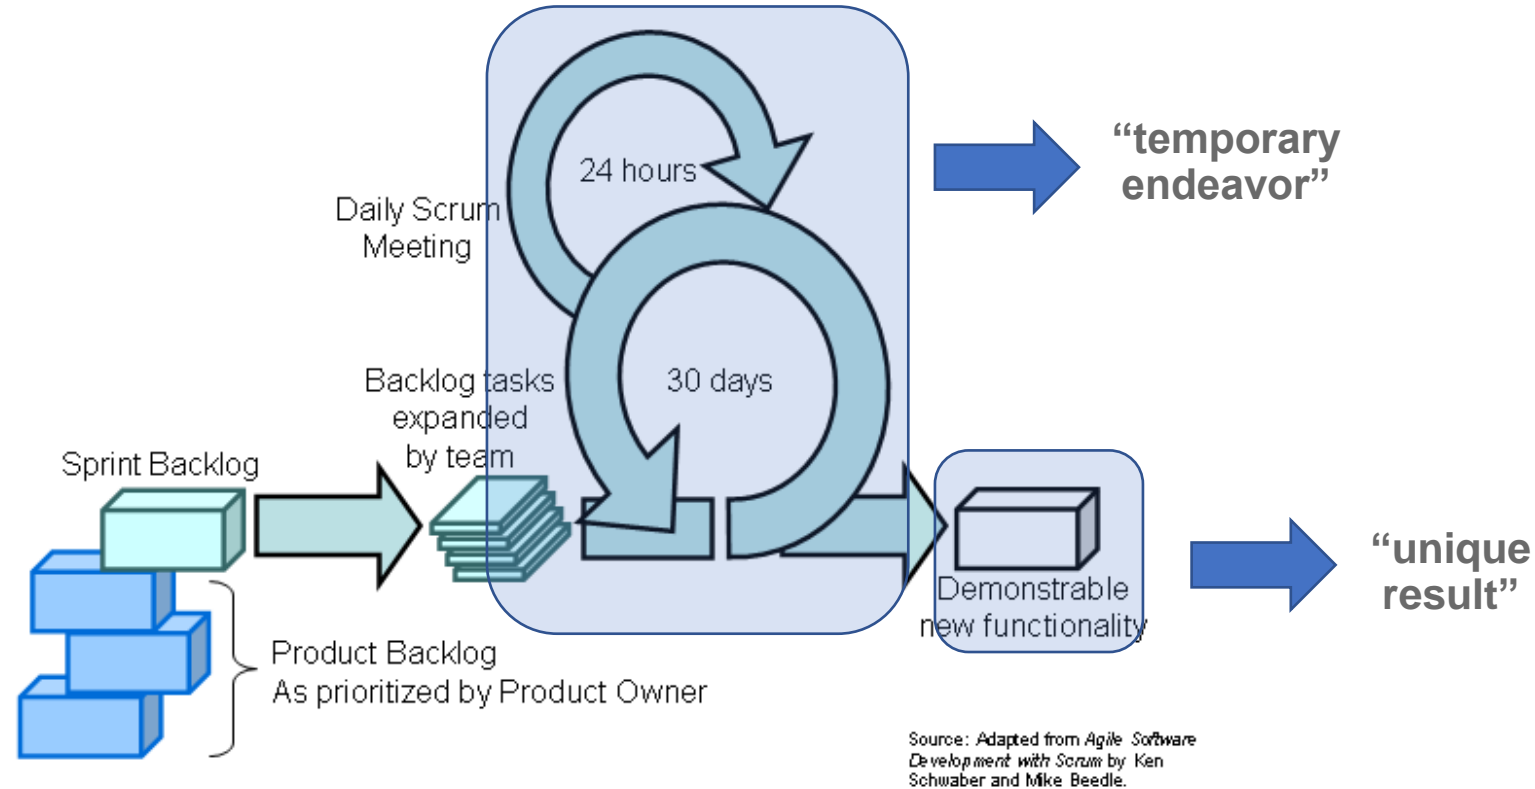 24 hours
“temporary
endeavor”
Daily Scrum
Meeting
30 days
Backlog tasks
expanded
by team
Sprint Backlog
“unique
result”
Demonstrable
new functionality
Product Backlog
As prioritized by Product Owner
Source: Adapted from Agile Software
Development with Scrum by Ken
Schwaber and Mike Beedle.